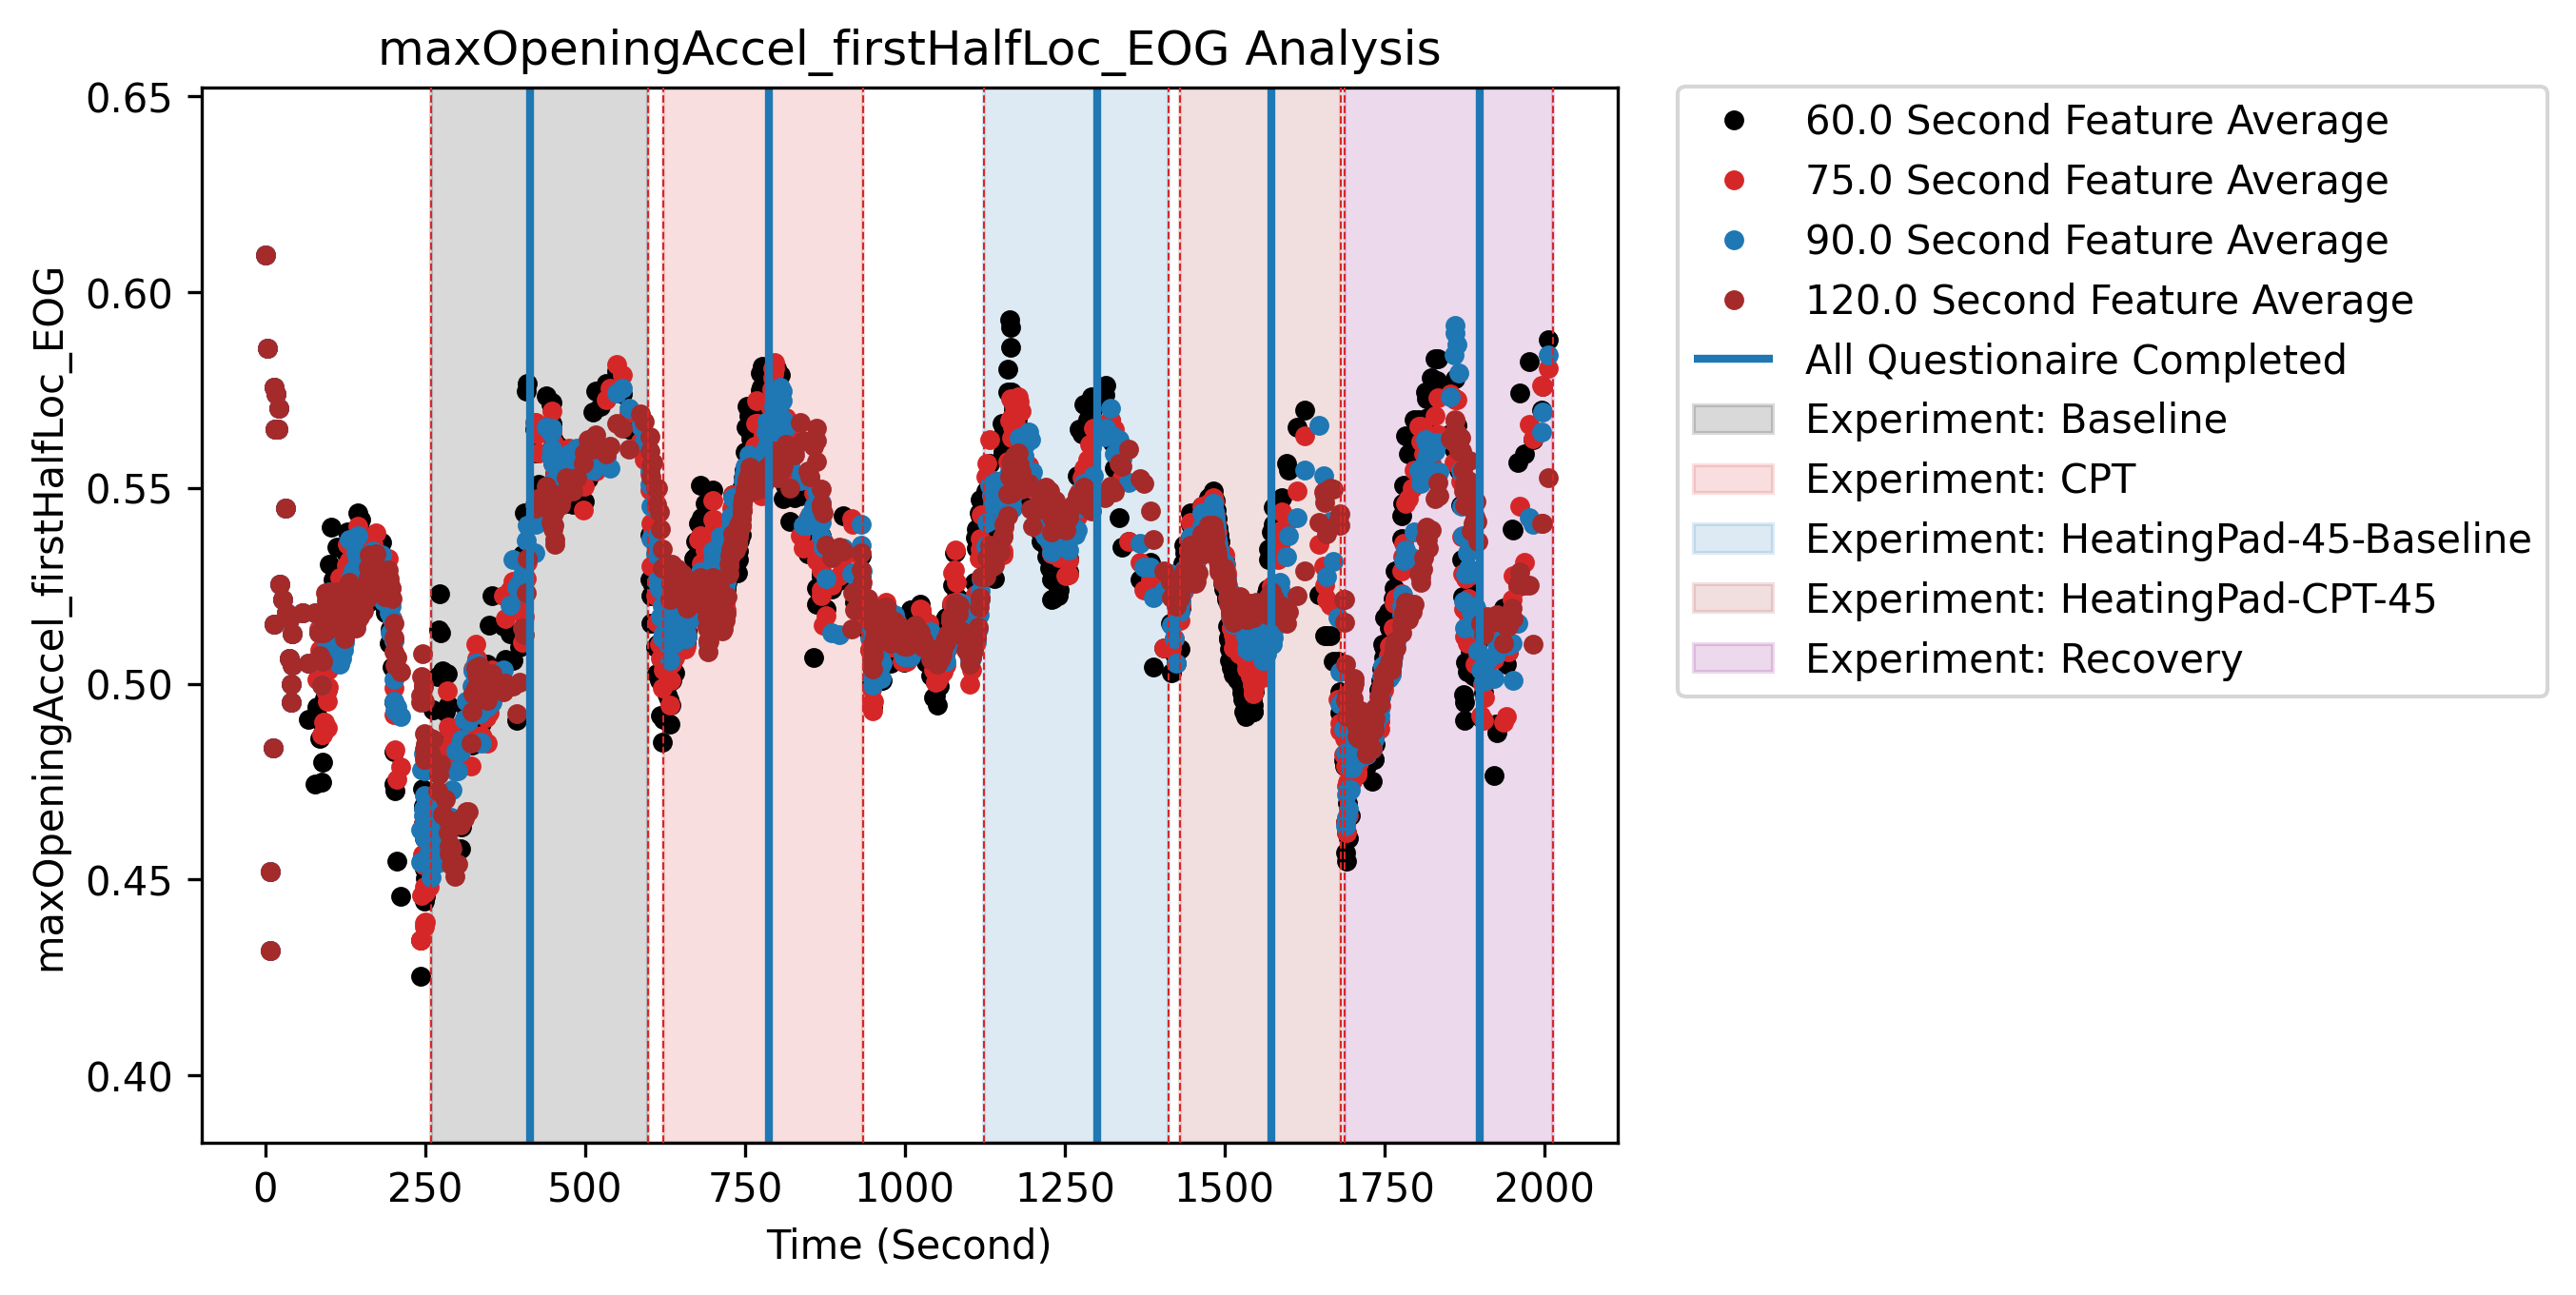 maxOpeningAccel_firstHalfLoc_EOG Analysis
maxOpeningAccel_firstHalfLoc_EOG
0.65
0.60
0.55
0.50
0.45
0.40
0 250 500 750 1000 1250 1500 1750 2000
Time (Second)
60.0 Second Feature Average
75.0 Second Feature Average
90.0 Second Feature Average
120.0 Second Feature Average
All Questionaire Completed
Experiment: Baseline
Experiment: CPT
Experiment: HeatingPad-45-Baseline
Experiment: HeatingPad-CPT-45
Experiment: Recovery